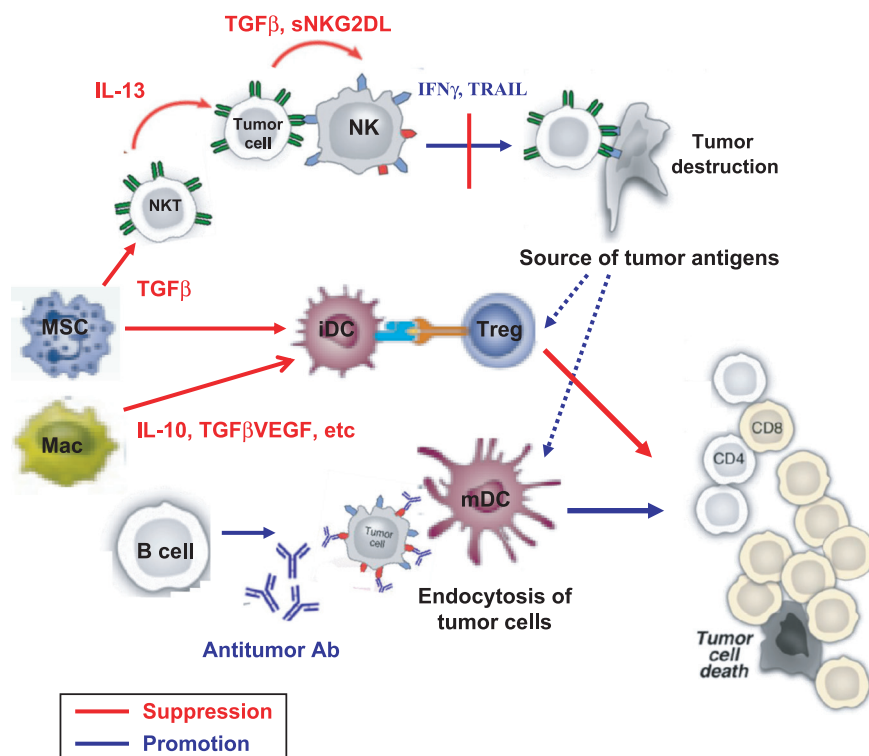 TGFβ, sNKG2DL
IL-13
IFNγ, TRAIL
Tumor
cell
NK
Tumor
destruction
NKT
Source of tumor antigens
TGFβ
MSC
iDC
Treg
Mac
IL-10, TGFβVEGF, etc
CD8
CD4
mDC
Tumor
cell
B cell
Endocytosis of
tumor cells
Antitumor Ab
Tumor
cell
death
Suppression
Promotion